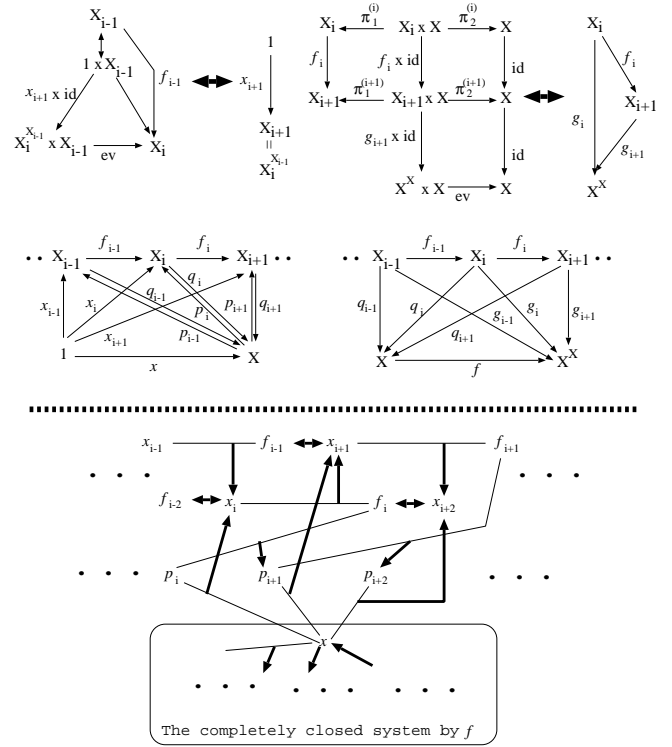 X_{i-1}
1 x X_{i-1}
x_{i+1} x id
f_{i-1}
X_i^{X_{i-1}} x X_{i-1}
ev
X_i
1
x_{i+1}
X_{i+1}
=
X_i^{X_{i-1}}
X_i
π_1^{(i)}
X_i x X
π_2^{(i)}
X
f_i
f_i x id
id
X_{i+1}
π_1^{(i+1)}
X_{i+1} x X
π_2^{(i+1)}
X
g_{i+1} x id
id
X^X x X
ev
X
X_i
f_i
X_{i+1}
g_i
g_{i+1}
X^X
. .
X_{i-1}
f_{i-1}
X_i
f_i
X_{i+1}
. .
x_{i-1}
x_i
x_{i+1}
q_{i-1}
p_{i-1}
q_i
p_i
p_{i+1}
q_{i+1}
1
x
X
. .
X_{i-1}
f_{i-1}
X_i
f_i
X_{i+1}
. .
q_{i-1}
q_i
q_{i+1}
g_{i-1}
g_i
g_{i+1}
X
f
X^X
x_{i-1}
f_{i-1}
x_{i+1}
f_{i+1}
. . .
. . .
f_{i-2}
x_i
f_i
x_{i+2}
. . .
p_i
p_{i+1}
p_{i+2}
. . .
x
. . .
. . .
. . .
The completely closed system by f